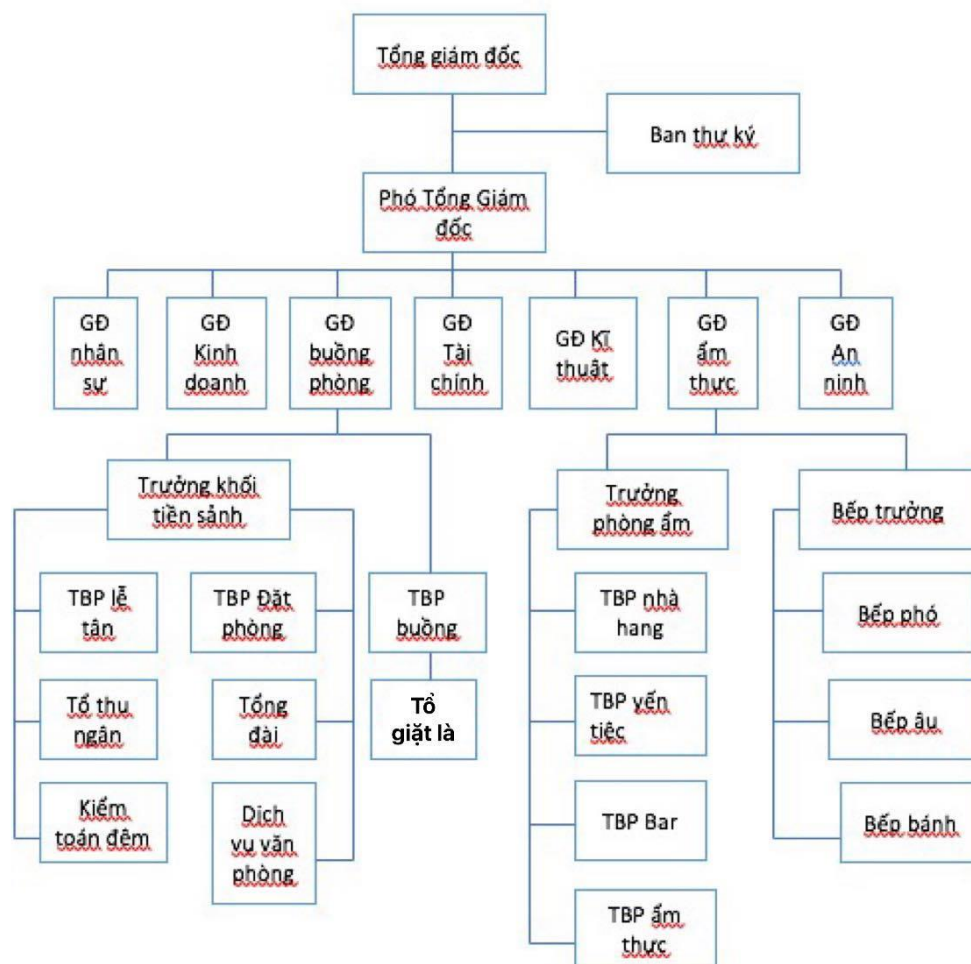 Tổng giám đốc
Ban thư ký
Phó Tổng Giám
đốc
GĐ
nhân
sự
GĐ
Kinh
doanh
GĐ
buồng
phòng
GĐ
Tài
chính
GĐ Kĩ
thuật
GĐ
ẩm
thực
GĐ
An
ninh
Trưởng khối
tiền sảnh
Trưởng
phòng ẩm
Bếp trưởng
TBP lễ
tân
TBP Đặt
phòng
TBP
buồng
TBP nhà
hang
Bếp phó
Tổ thu
ngân
Tổng
đài
Tổ
giặt là
TBP yến
tiệc
Bếp âu
Kiểm
toán đêm
Dịch
vụ văn
phòng
TBP Bar
Bếp bánh
TBP ẩm
thực